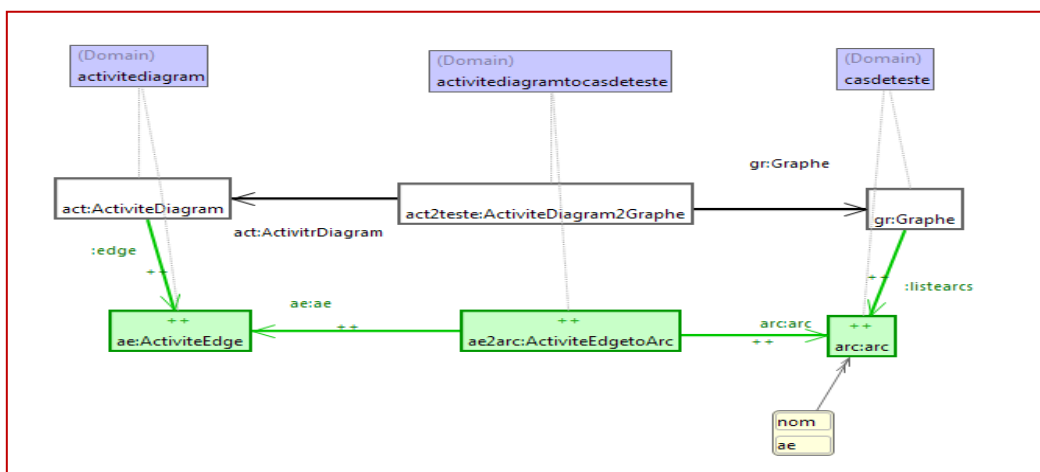 (Domain)
activitediagram
(Domain)
activitediagramtocasdeteste
(Domain)
casdeteste
gr:Graphe
act:ActiviteDiagram
act2teste:ActiviteDiagram2Graphe
gr:Graphe
act:ActivitrDiagram
:edge
++
++
:listearcs
ae:ae
++
arc:arc
++
++
ae:ActiviteEdge
++
ae2arc:ActiviteEdgetoArc
++
arc:arc
nom
ae